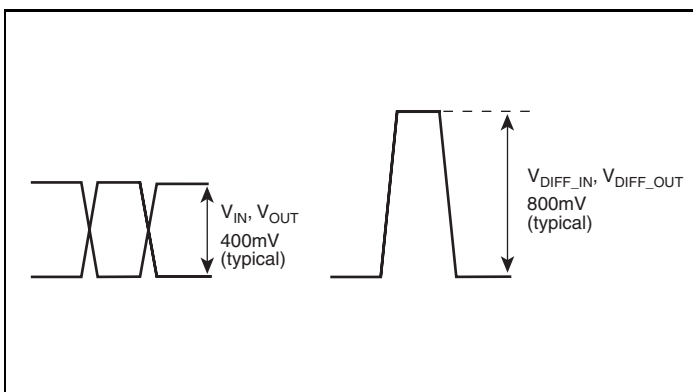 V_IN, V_OUT
400mV
(typical)
V_DIFF_IN, V_DIFF_OUT
800mV
(typical)